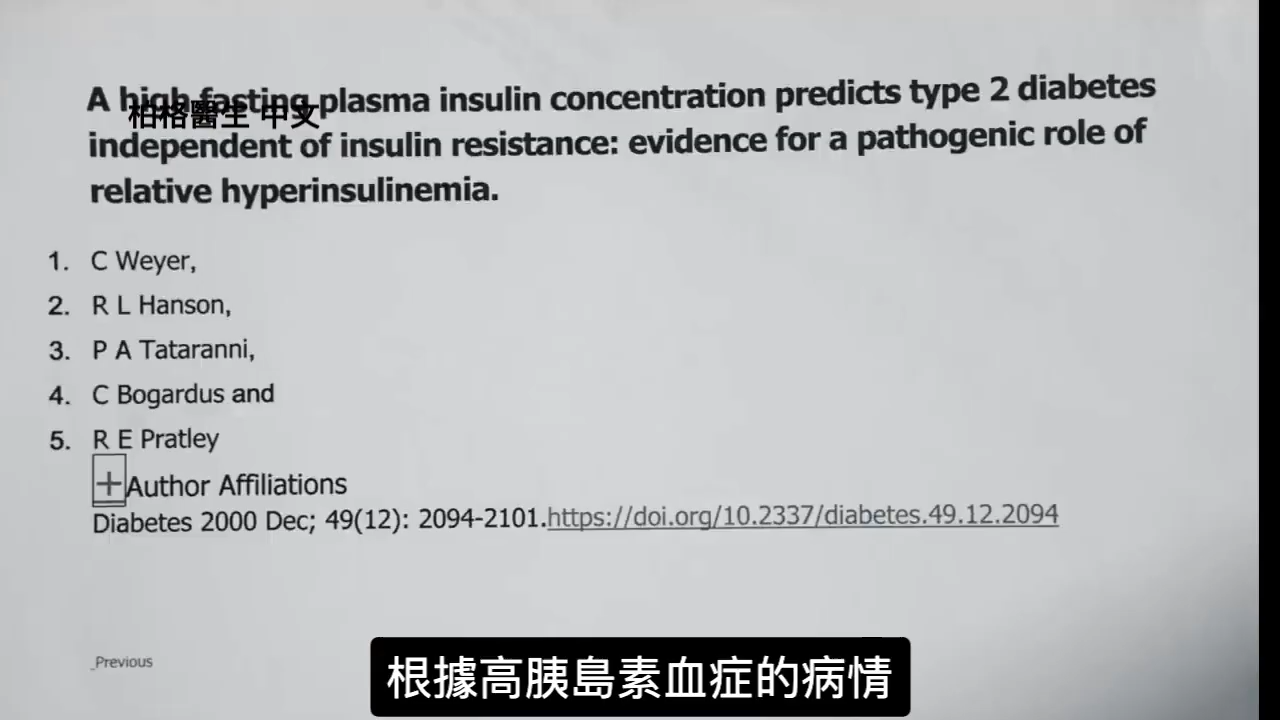 A high fasting plasma insulin concentration predicts type 2 diabetes
柏格醫生 中文
independent of insulin resistance: evidence for a pathogenic role of
relative hyperinsulinemia.
1. C Weyer,
2. R L Hanson,
3. P A Tataranni,
4. C Bogardus and
5. R E Pratley
+Author Affiliations
Diabetes 2000 Dec; 49(12): 2094-2101.https://doi.org/10.2337/diabetes.49.12.2094
_Previous
根據高胰島素血症的病情